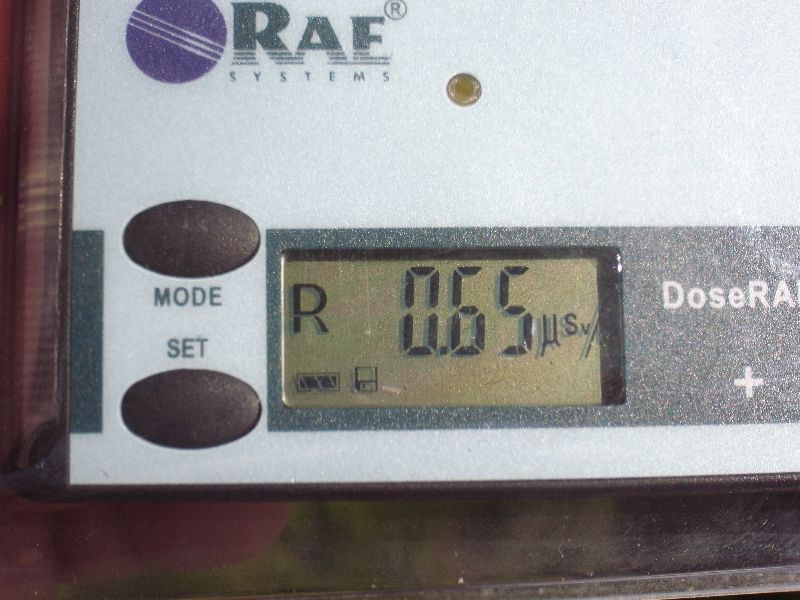 RAE®
SYSTEMS
MODE
SET
R 0.65 µSv/
DoseRA
+